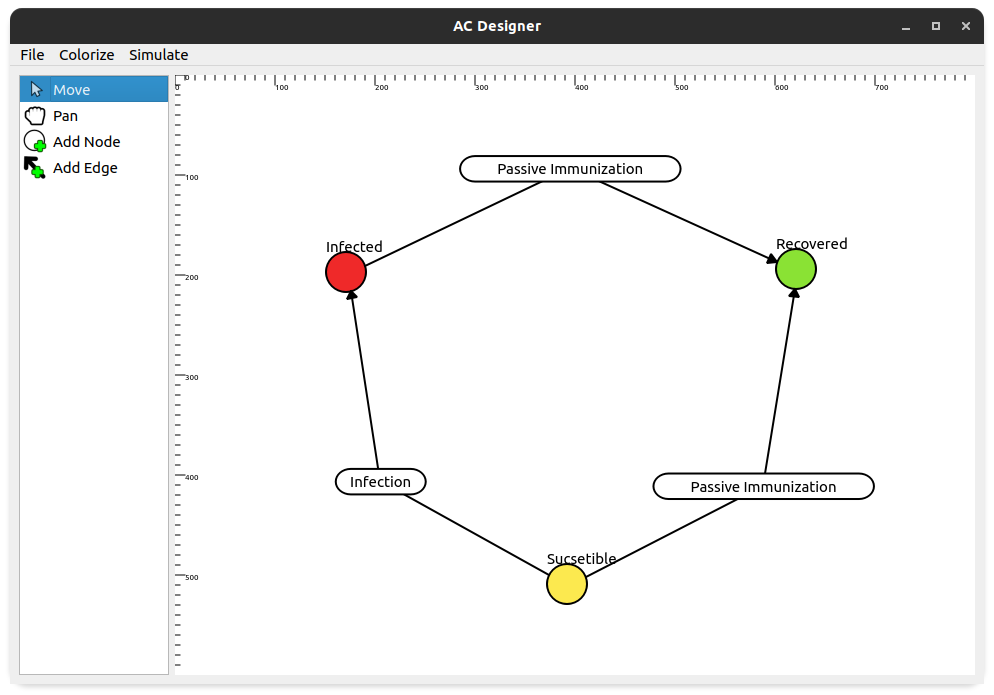 AC Designer
File Colorize Simulate
Move
Pan
Add Node
Add Edge
0 100 200 300 400 500 600 700
0
100
200
300
400
500
Passive Immunization
Infected
Recovered
Infection
Passive Immunization
Sucsetible